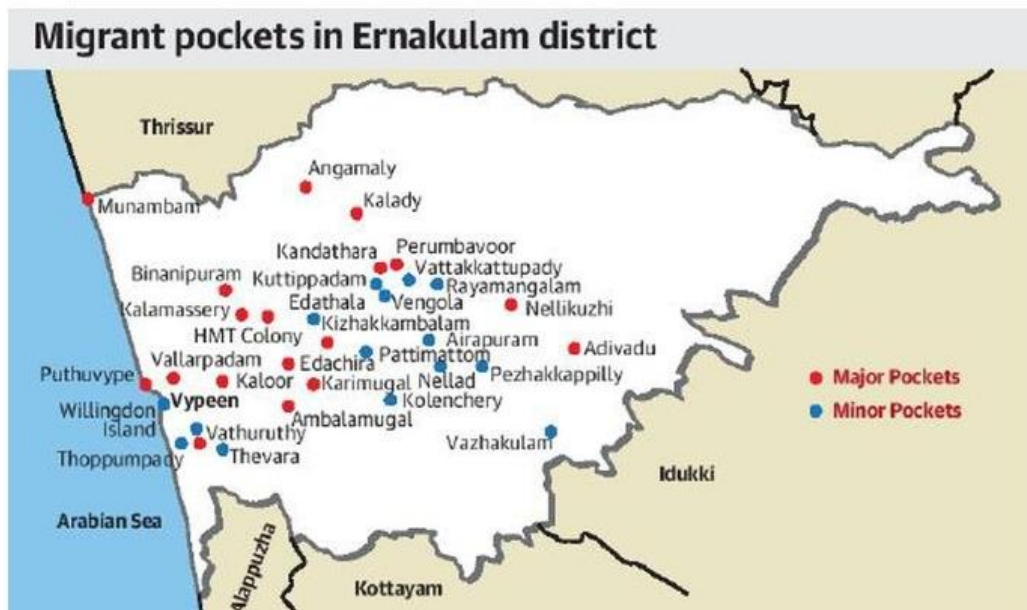 Migrant pockets in Ernakulam district
Thrissur
Angamaly
Munambam
Kalady
Kandathara
Perumbavoor
Binanipuram
Kuttippadam
Vattakkattupady
Rayamangalam
Kalamassery
Edathala
Vengola
Nellikuzhi
Kizhakkambalam
HMT Colony
Airapuram
Adivadu
Vallarpadam
Edachira
Pattimattom
Puthuvype
Kaloor
Karimugal
Nellad
Pezhakkappilly
Major Pockets
Willingdon
Island
Vypeen
Kolenchery
Minor Pockets
Ambalamugal
Vathuruthy
Vazhakulam
Thoppumpady
Thevara
Idukki
Arabian Sea
Alappuzha
Kottayam